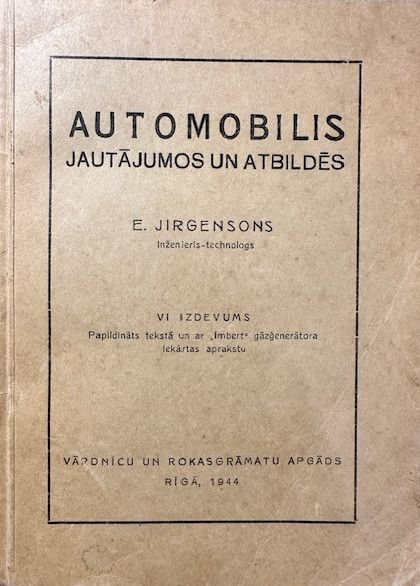 AUTOMOBILIS
JAUTĀJUMOS UN ATBILDĒS
E. JIRGENSONS
Inženieris-technologs
VI IZDEVUMS
Papildināts tekstā un ar „Imbert“ gāzģenerātora
iekārtas aprakstu
VĀRDNĪCU UN ROKASGRĀMATU APGĀDS
RĪGĀ, 1944